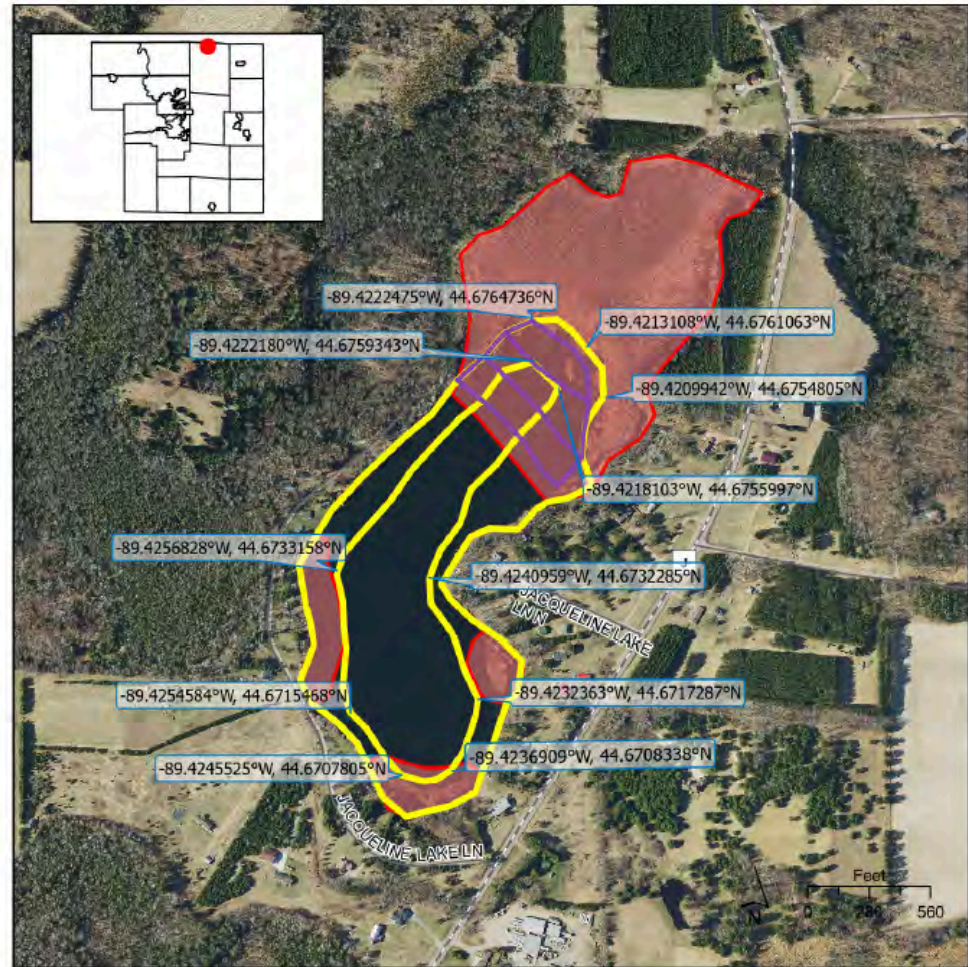 -89.4222475°W, 44.6764736°N
-89.4213108°W, 44.6761063°N
-89.4222180°W, 44.6759343°N
-89.4209942°W, 44.6754805°N
-89.4218103°W, 44.6755997°N
-89.4256828°W, 44.6733158°N
-89.4240959°W, 44.6732285°N
JACQUELINE LAKE
LN N
-89.4254584°W, 44.6715468°N
-89.4232363°W, 44.6717287°N
-89.4236909°W, 44.6708338°N
-89.4245525°W, 44.6707805°N
JACQUELINE LAKE LN
Feet
N
0 280 560